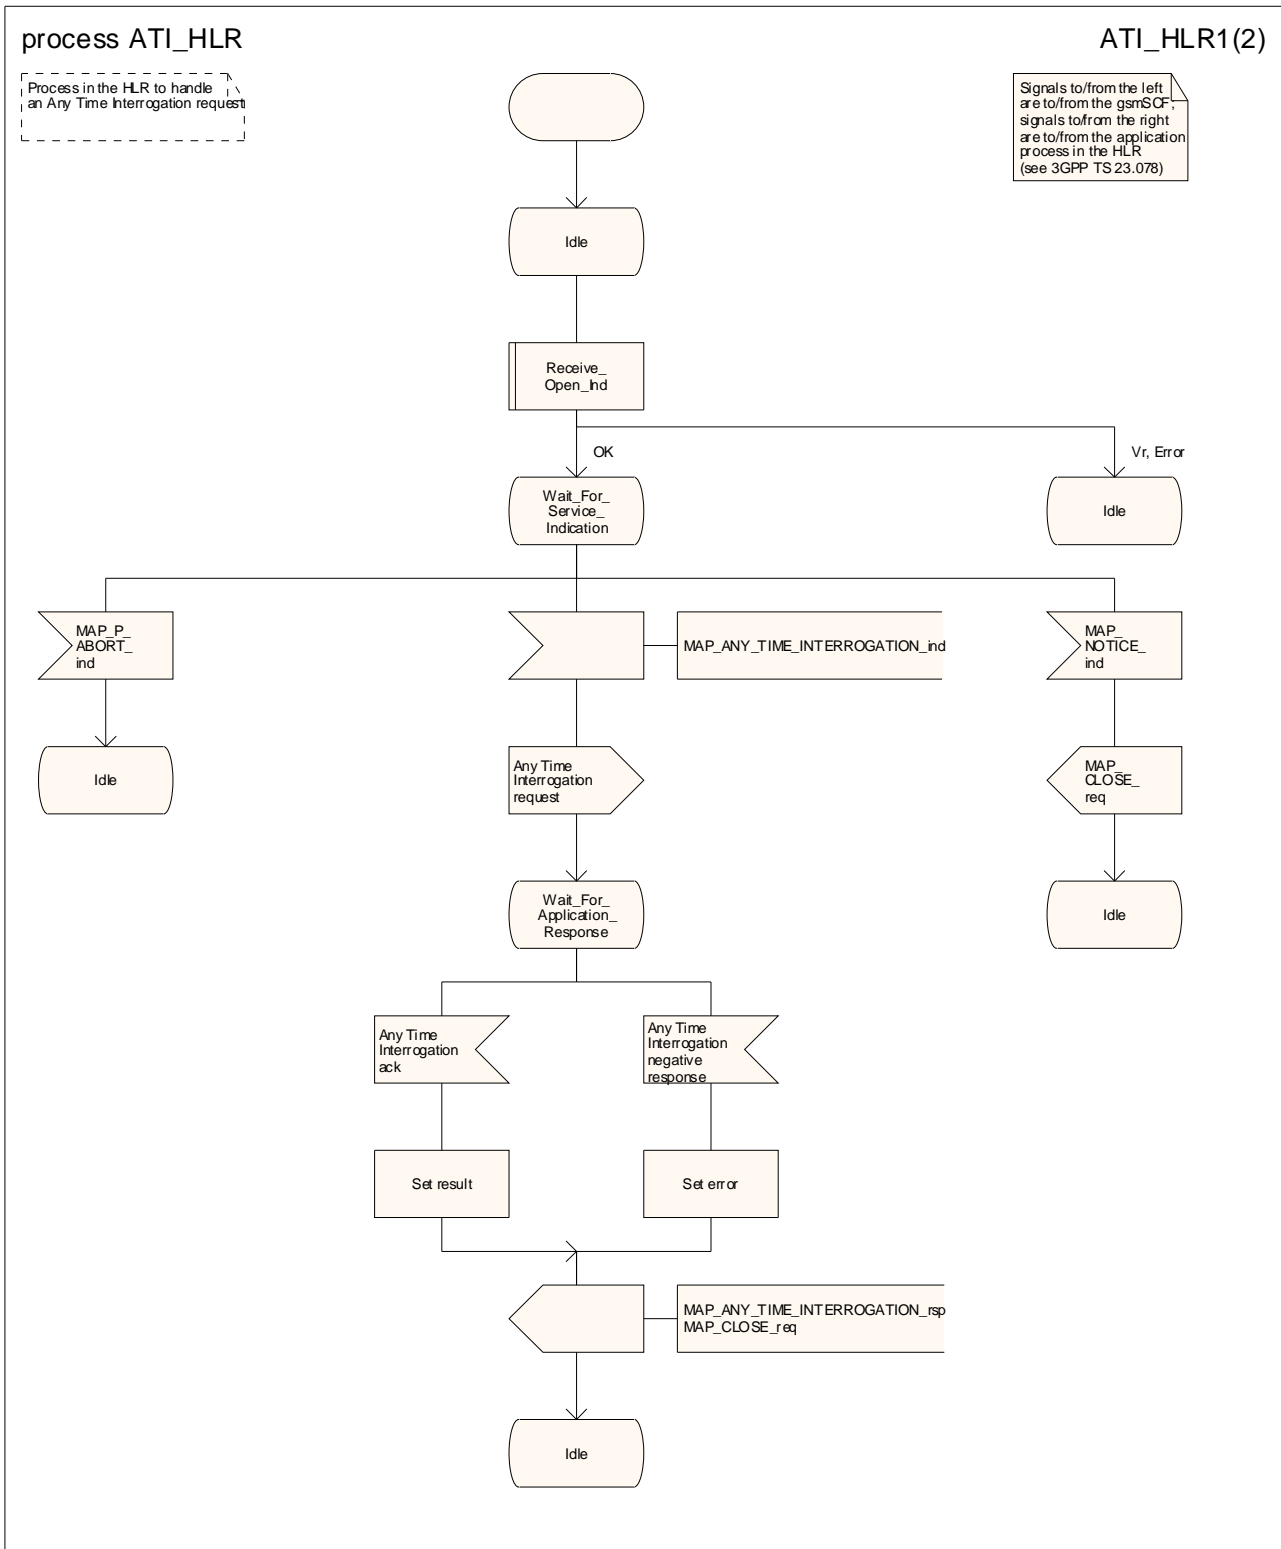 process ATI_HLR
ATI_HLR1(2)
Process in the HLR to handle
an Any Time Interrogation request
Signals to/from the left
are to/from the gsmSCF;
signals to/from the right
are to/from the application
process in the HLR
(see 3GPP TS 23.078)
Idle
Receive_
Open_Ind
OK
Vr, Error
Wait_For_
Service_
Indication
Idle
MAP_P_
ABORT_
ind
MAP_ANY_TIME_INTERROGATION_ind
MAP_
NOTICE_
ind
Idle
Any Time
Interrogation
request
MAP_
CLOSE_
req
Wait_For_
Application_
Response
Idle
Any Time
Interrogation
ack
Any Time
Interrogation
negative
response
Set result
Set error
MAP_ANY_TIME_INTERROGATION_rsp
MAP_CLOSE_req
Idle